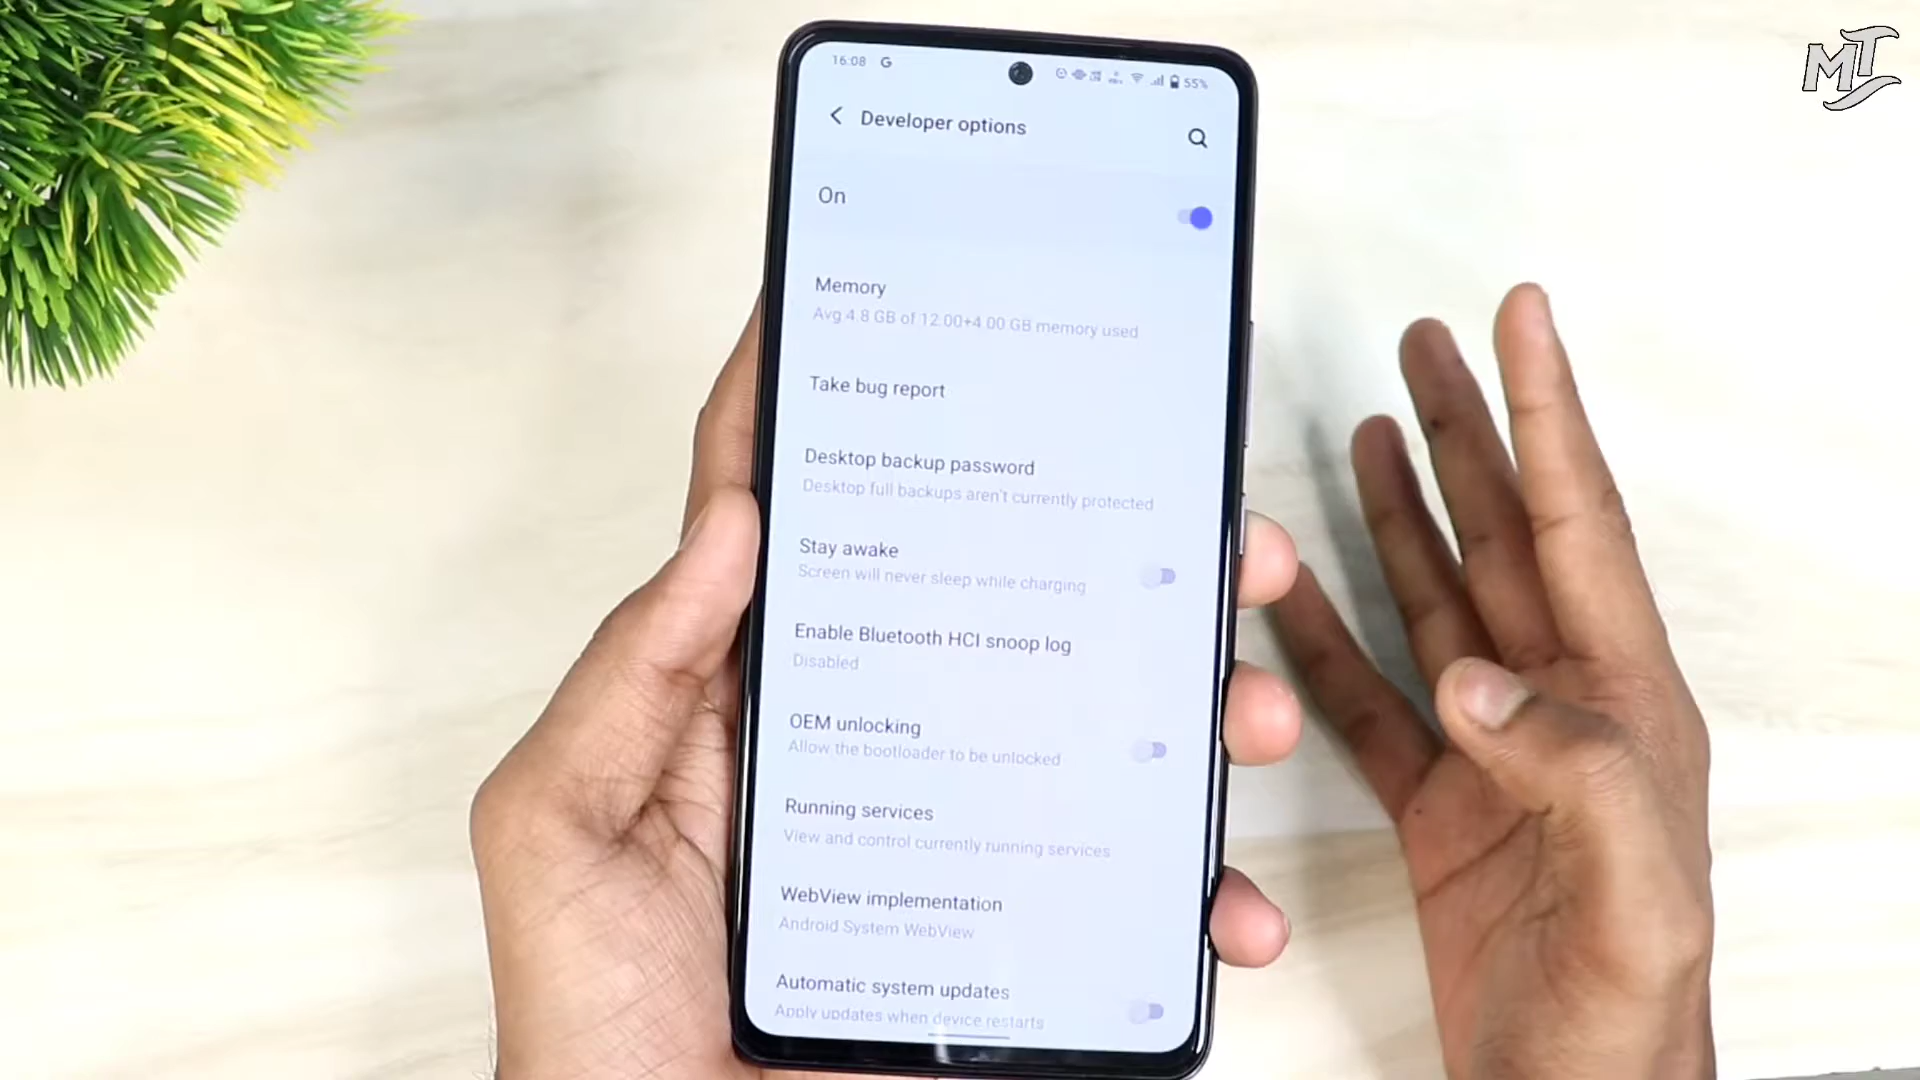 MT
16:08 G
55%
Developer options
On
Memory
Avg 4.8 GB of 12.00+4.00 GB memory used
Take bug report
Desktop backup password
Desktop full backups aren't currently protected
Stay awake
Screen will never sleep while charging
Enable Bluetooth HCI snoop log
Disabled
OEM unlocking
Allow the bootloader to be unlocked
Running services
View and control currently running services
WebView implementation
Android System WebView
Automatic system updates
Apply updates when device restarts